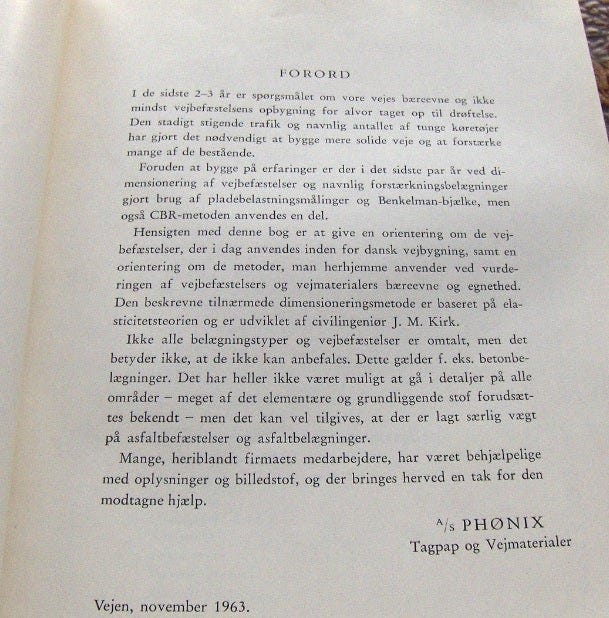 FORORD
I de sidste 2–3 år er spørgsmålet om vore vejes bæreevne og ikke
mindst vejbefæstelsens opbygning for alvor taget op til drøftelse.
Den stadigt stigende trafik og navnlig antallet af tunge køretøjer
har gjort det nødvendigt at bygge mere solide veje og at forstærke
mange af de bestående.
Foruden at bygge på erfaringer er der i det sidste par år ved di-
mensionering af vejbefæstelser og navnlig forstærkningsbelægninger
gjort brug af pladebelastningsmålinger og Benkelman-bjælke, men
også CBR-metoden anvendes en del.
Hensigten med denne bog er at give en orientering om de vej-
befæstelser, der i dag anvendes inden for dansk vejbygning, samt en
orientering om de metoder, man herhjemme anvender ved vurde-
ringen af vejbefæstelsers og vejmaterialers bæreevne og egnethed.
Den beskrevne tilnærmede dimensioneringsmetode er baseret på ela-
sticitetsteorien og er udviklet af civilingeniør J. M. Kirk.
Ikke alle belægningstyper og vejbefæstelser er omtalt, men det
betyder ikke, at de ikke kan anbefales. Dette gælder f. eks. betonbe-
lægninger. Det har heller ikke været muligt at gå i detaljer på alle
områder – meget af det elementære og grundliggende stof forudsæt-
tes bekendt – men det kan vel tilgives, at der er lagt særlig vægt
på asfaltbefæstelser og asfaltbelægninger.
Mange, heriblandt firmaets medarbejdere, har været behjælpelige
med oplysninger og billedstof, og der bringes herved en tak for den
modtagne hjælp.
A/s PHØNIX
Tagpap og Vejmaterialer
Vejen, november 1963.